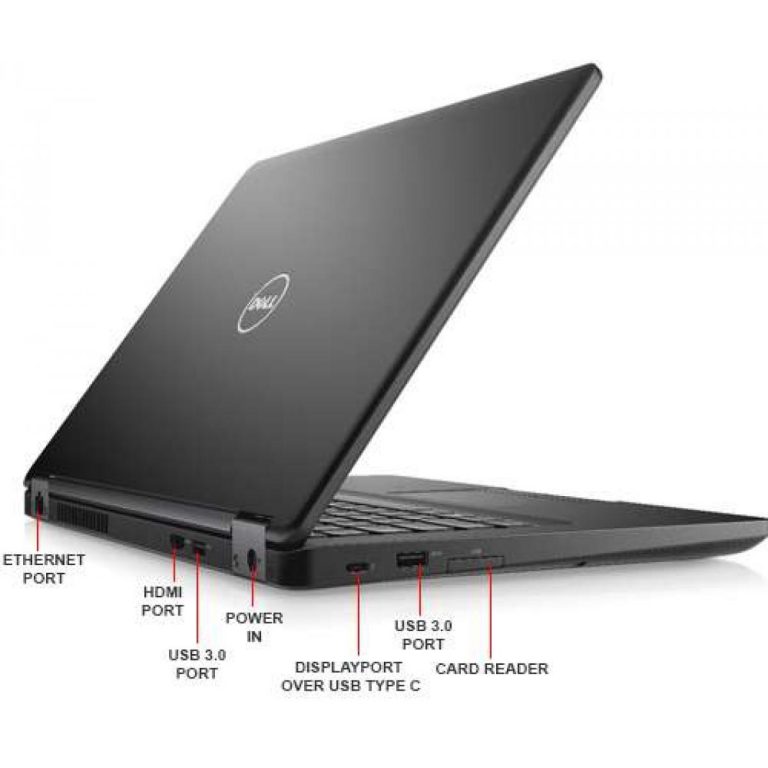 DELL
ETHERNET
PORT
HDMI
PORT
USB 3.0
PORT
POWER
IN
DISPLAYPORT
OVER USB TYPE C
USB 3.0
PORT
CARD READER